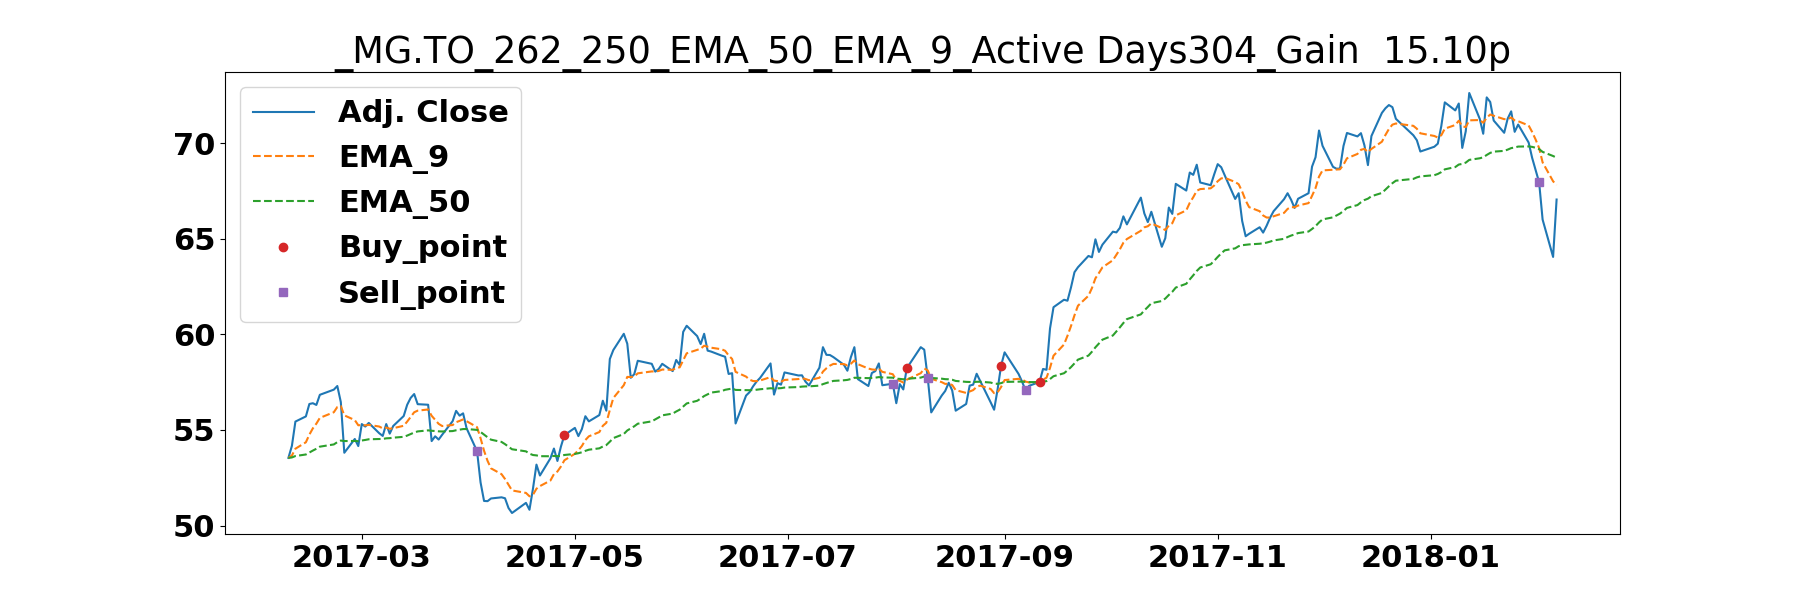 _MG.TO_262_250_EMA_50_EMA_9_Active Days304_Gain  15.10p
Adj. Close
EMA_9
EMA_50
Buy_point
Sell_point
70
65
60
55
50
2017-03 2017-05 2017-07 2017-09 2017-11 2018-01